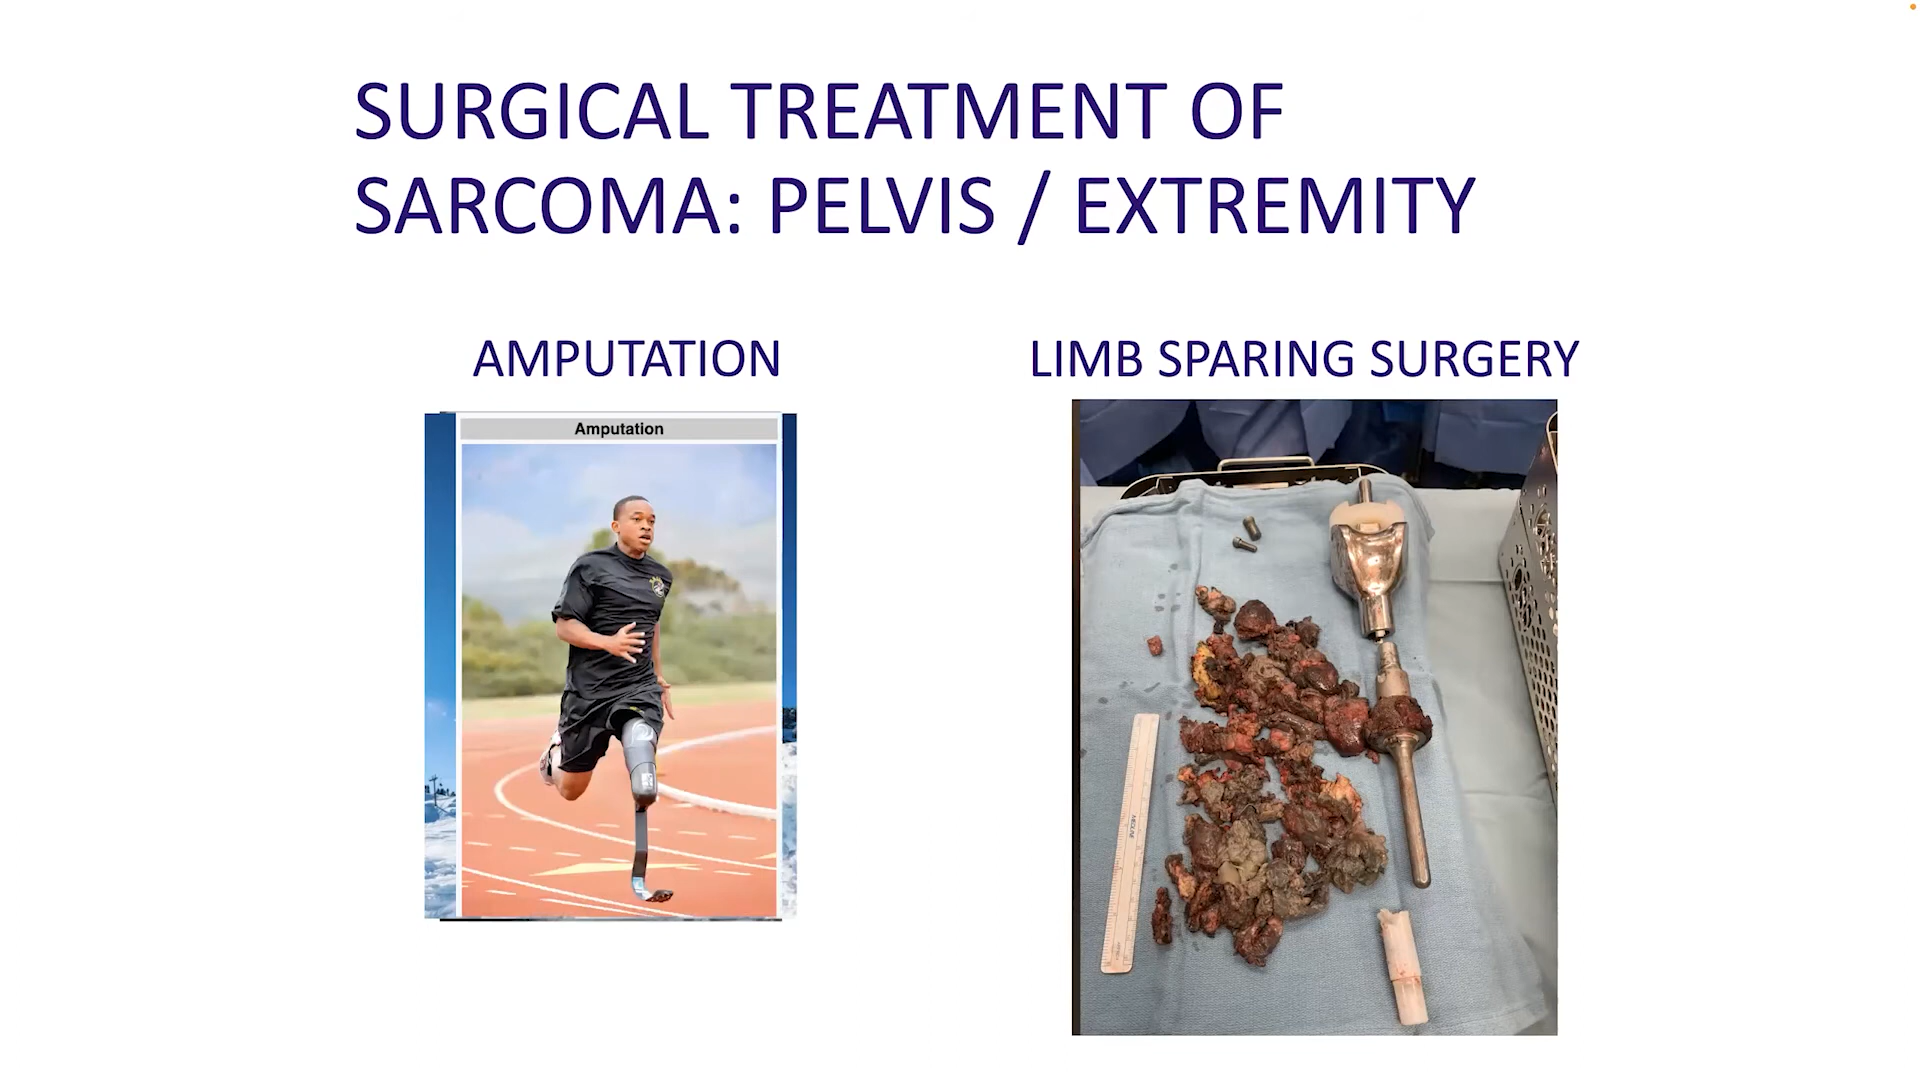 SURGICAL TREATMENT OF
SARCOMA: PELVIS / EXTREMITY
AMPUTATION
LIMB SPARING SURGERY
Amputation